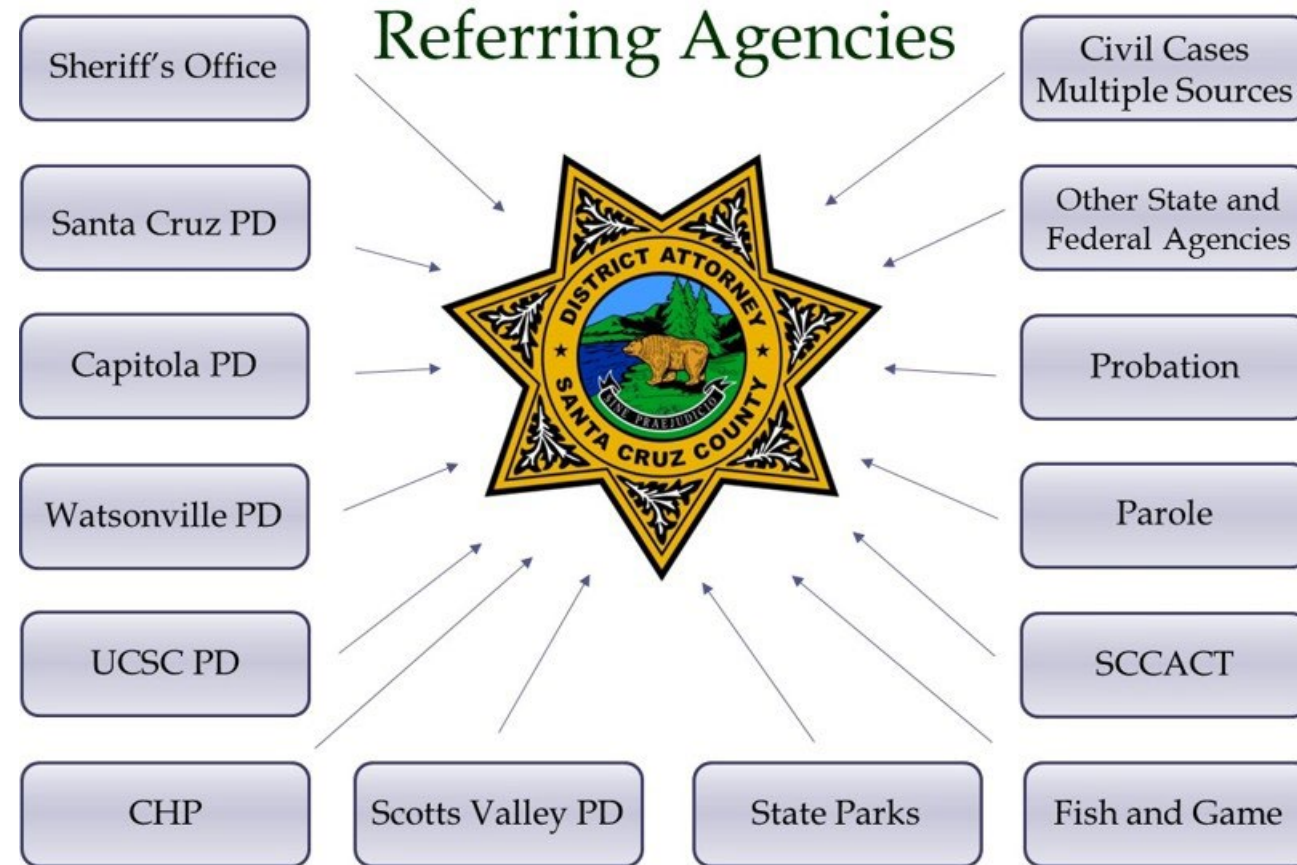 Referring Agencies
Sheriff's Office
Santa Cruz PD
Capitola PD
Watsonville PD
UCSC PD
CHP
Scotts Valley PD
State Parks
Fish and Game
SCCACT
Parole
Probation
Other State and
Federal Agencies
Civil Cases
Multiple Sources
DISTRICT ATTORNEY
SANTA CRUZ COUNTY
SINE PRAEJUDICIO